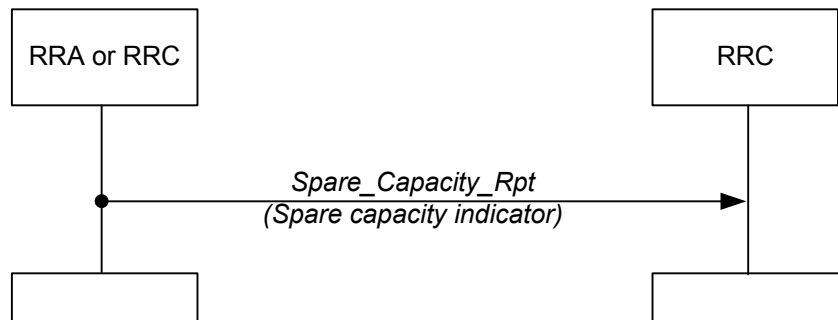 RRA or RRC
RRC
Spare_Capacity_Rpt
(Spare capacity indicator)